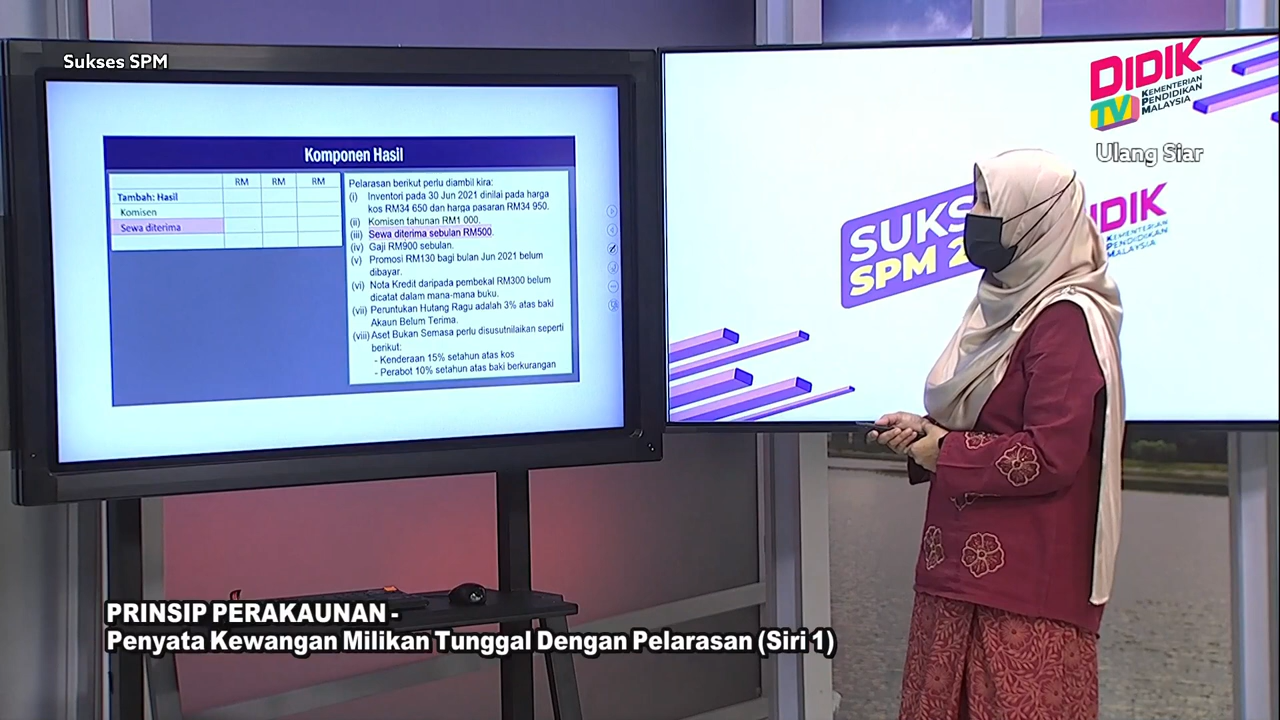 Sukses SPM
Komponen Hasil
RM RM RM
Tambah: Hasil
Komisen
Sewa diterima
Pelarasan berikut perlu diambil kira:
(i) Inventori pada 30 Jun 2021 dinilai pada harga
kos RM34 650 dan harga pasaran RM34 950.
(ii) Komisen tahunan RM1 000.
(iii) Sewa diterima sebulan RM500.
(iv) Gaji RM900 sebulan.
(v) Promosi RM130 bagi bulan Jun 2021 belum
dibayar.
(vi) Nota Kredit daripada pembekal RM300 belum
dicatat dalam mana-mana buku.
(vii) Peruntukan Hutang Ragu adalah 3% atas baki
Akaun Belum Terima.
(viii) Aset Bukan Semasa perlu disusutnilaikan seperti
berikut:
- Kenderaan 15% setahun atas kos
- Perabot 10% setahun atas baki berkurangan
DIDIK
TV
KEMENTERIAN
PENDIDIKAN
MALAYSIA
Ulang Siar
SUKS
SPM 2
IDIK
KEMENTERIAN
PENDIDIKAN
MALAYSIA
PRINSIP PERAKAUNAN -
Penyata Kewangan Milikan Tunggal Dengan Pelarasan (Siri 1)